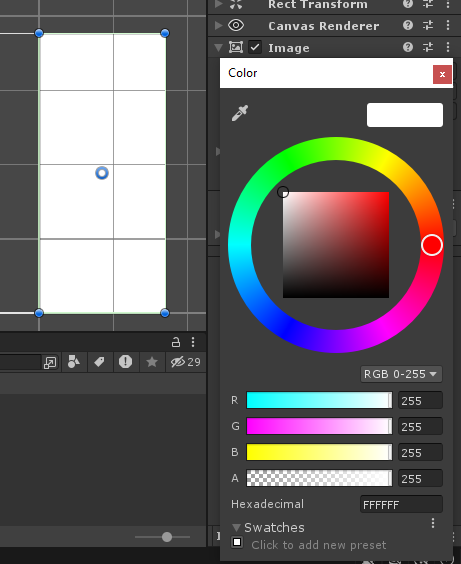 Rect Transform
Canvas Renderer
Image
Color
x
29
RGB 0-255
R 255
G 255
B 255
A 255
Hexadecimal FFFFFF
Swatches
Click to add new preset